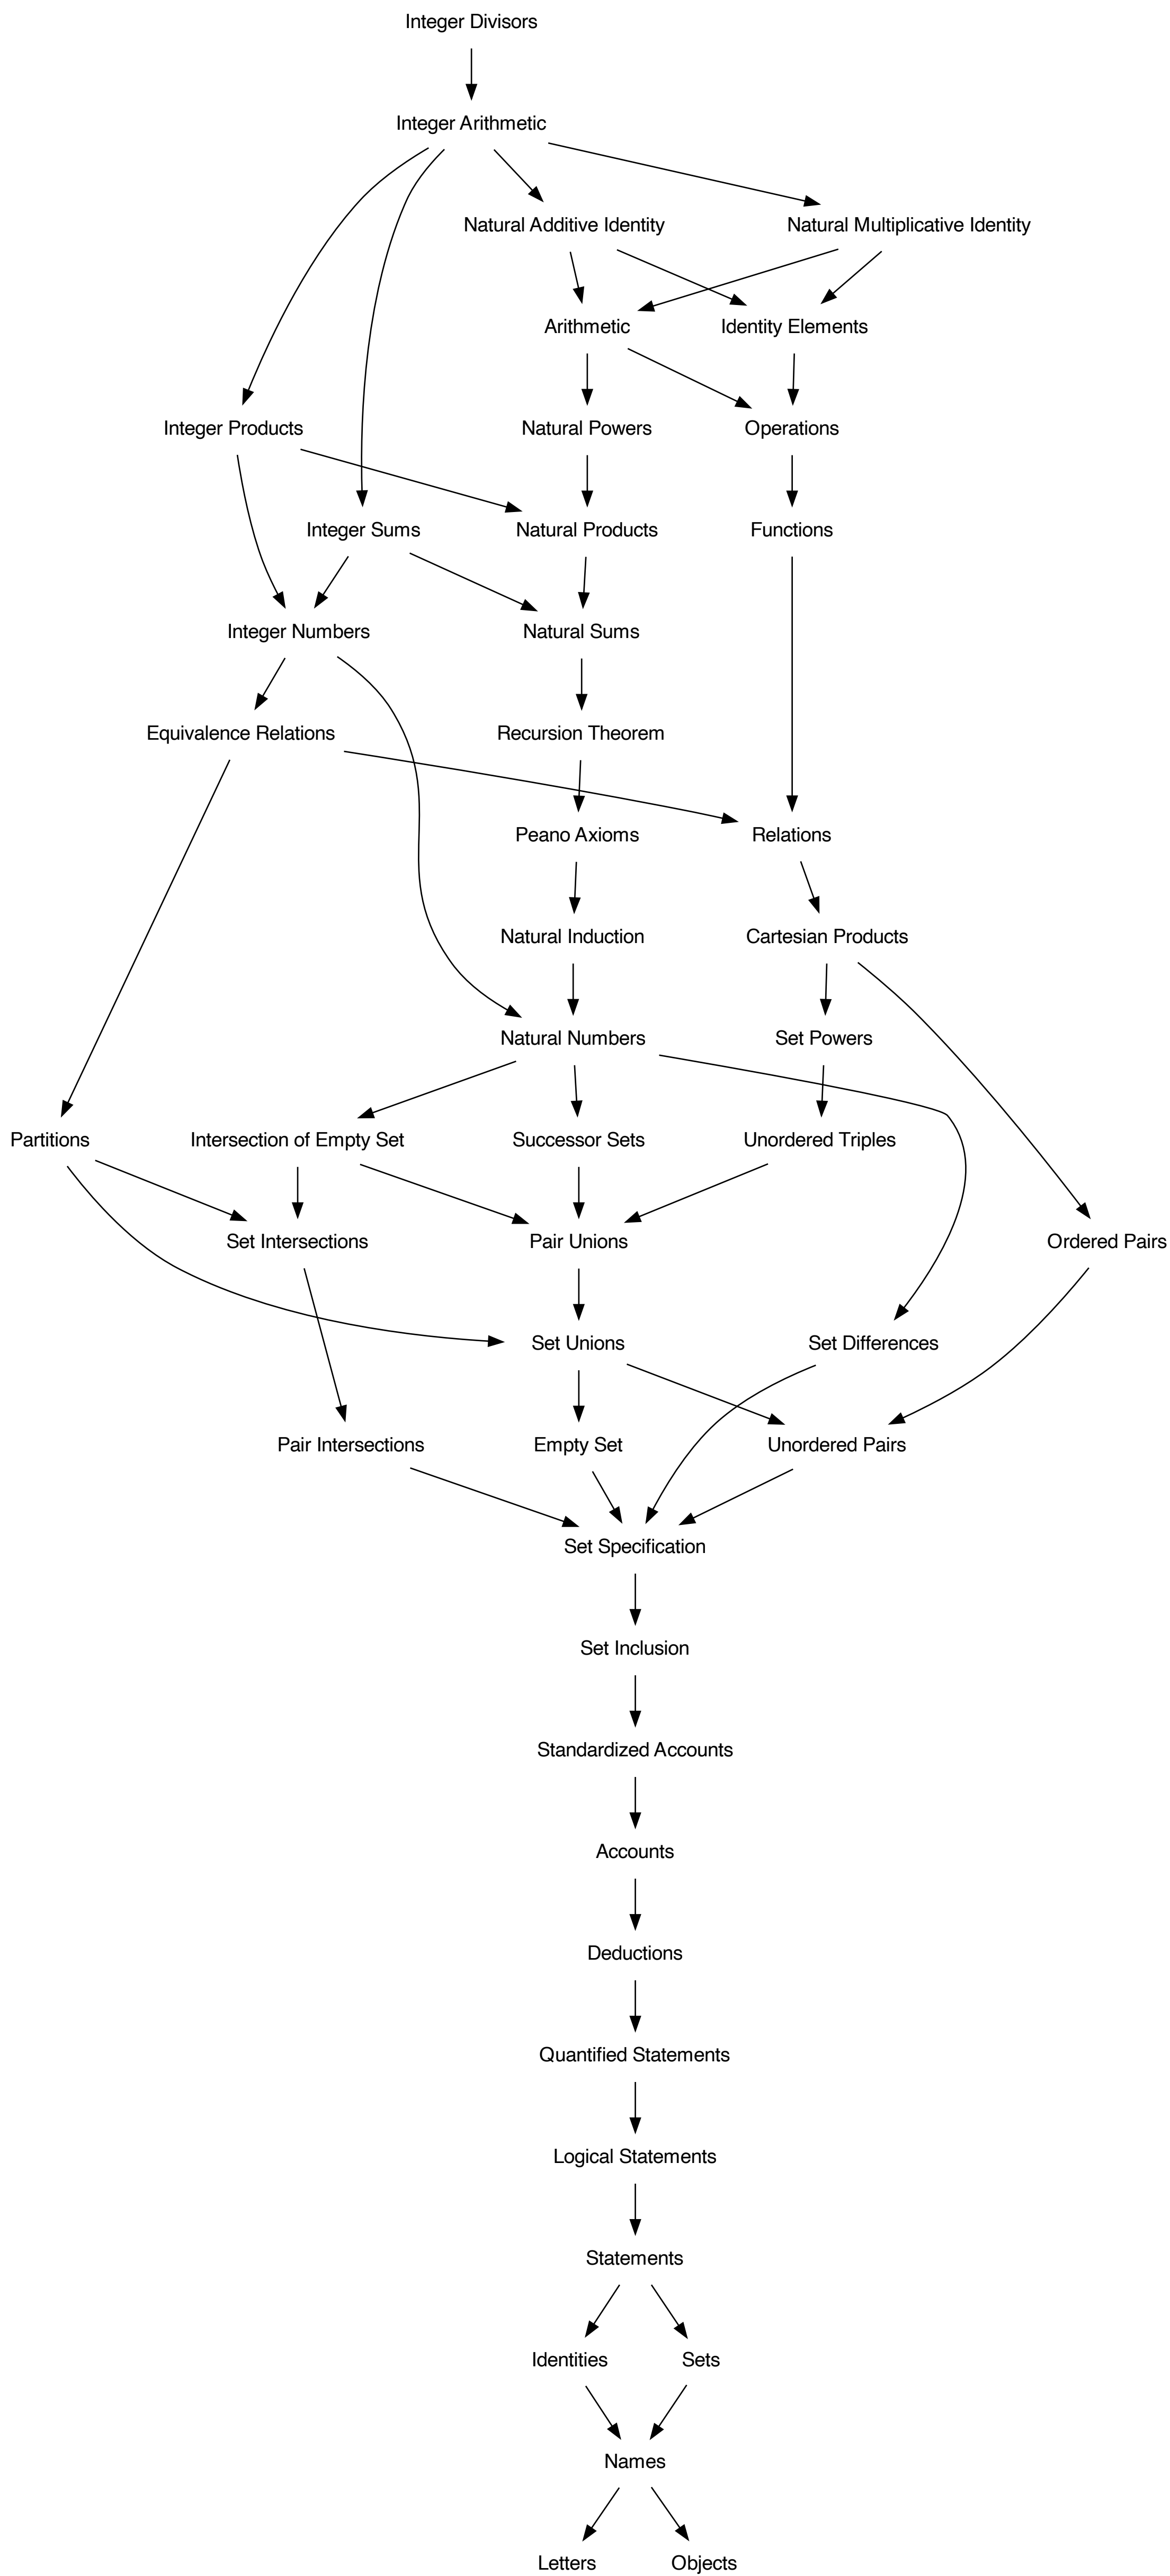 Integer Divisors
Integer Arithmetic
Natural Additive Identity
Natural Multiplicative Identity
Arithmetic
Identity Elements
Integer Products
Natural Powers
Operations
Integer Sums
Natural Products
Functions
Integer Numbers
Natural Sums
Equivalence Relations
Recursion Theorem
Peano Axioms
Relations
Natural Induction
Cartesian Products
Natural Numbers
Set Powers
Partitions
Intersection of Empty Set
Successor Sets
Unordered Triples
Set Intersections
Pair Unions
Ordered Pairs
Set Unions
Set Differences
Pair Intersections
Empty Set
Unordered Pairs
Set Specification
Set Inclusion
Standardized Accounts
Accounts
Deductions
Quantified Statements
Logical Statements
Statements
Identities
Sets
Names
Letters
Objects